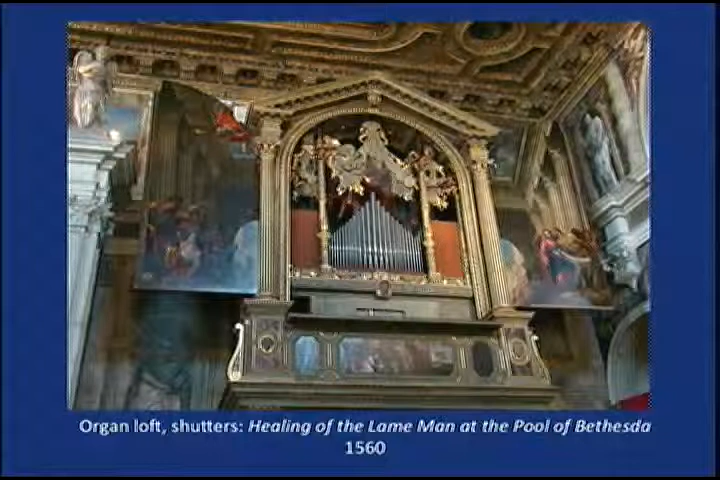 Organ loft, shutters: Healing of the Lame Man at the Pool of Bethesda
1560